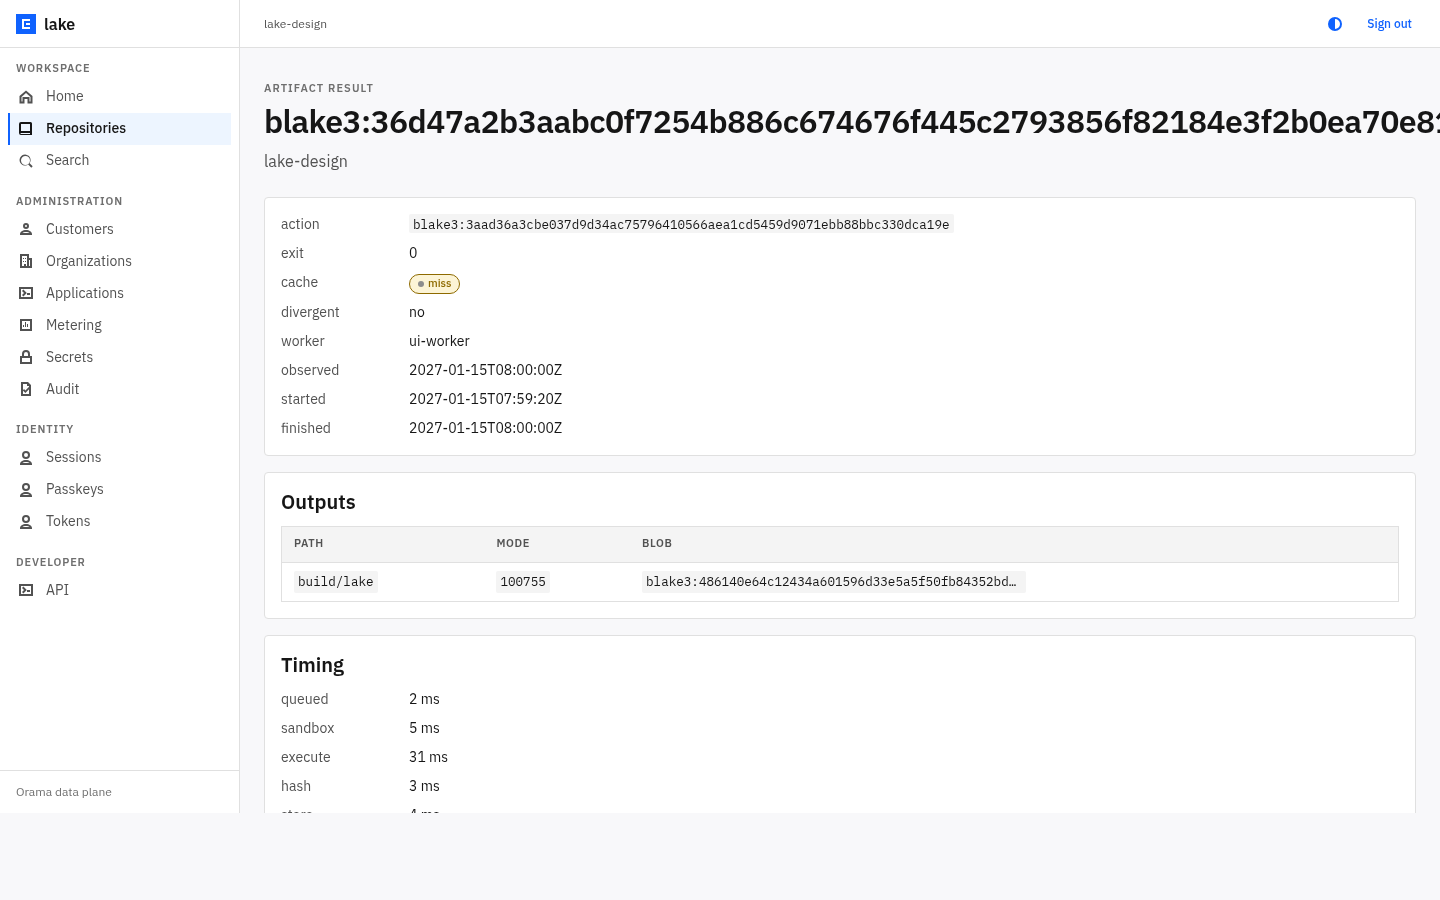 lake
lake-design
Sign out
WORKSPACE
Home
Repositories
Search
ADMINISTRATION
Customers
Organizations
Applications
Metering
Secrets
Audit
IDENTITY
Sessions
Passkeys
Tokens
DEVELOPER
API
Orama data plane
ARTIFACT RESULT
blake3:36d47a2b3aabc0f7254b886c674676f445c2793856f82184e3f2b0ea70e81
lake-design
action blake3:3aad36a3cbe037d9d34ac75796410566aea1cd5459d9071ebb88bbc330dca19e
exit 0
cache miss
divergent no
worker ui-worker
observed 2027-01-15T08:00:00Z
started 2027-01-15T07:59:20Z
finished 2027-01-15T08:00:00Z
Outputs
PATH MODE BLOB
build/lake 100755 blake3:486140e64c12434a601596d33e5a5f50fb84352bd…
Timing
queued 2 ms
sandbox 5 ms
execute 31 ms
hash 3 ms